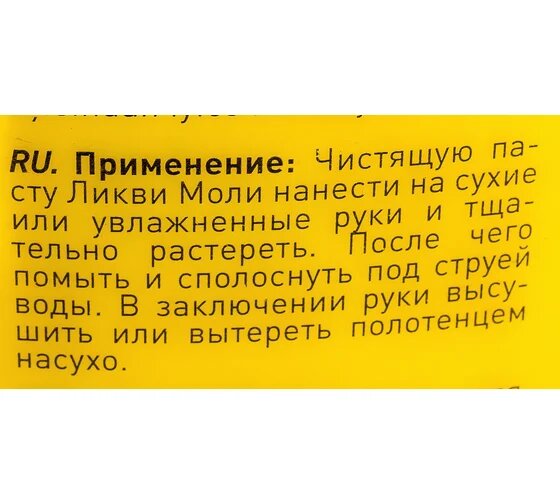 RU. Применение: Чистящую па-
сту Ликви Моли нанести на сухие
или увлажненные руки и тща-
тельно растереть. После чего
помыть и сполоснуть под струей
воды. В заключении руки высу-
шить или вытереть полотенцем
насухо.